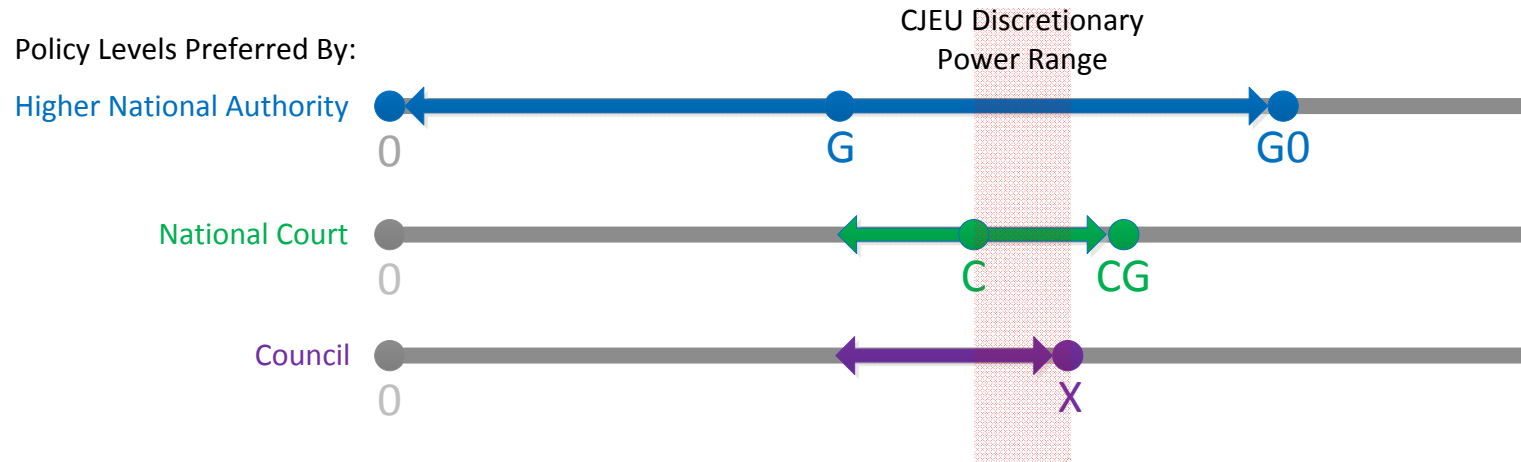 CJEU Discretionary
Power Range
Policy Levels Preferred By:
Higher National Authority
0
G
G0
National Court
0
C
CG
Council
0
X